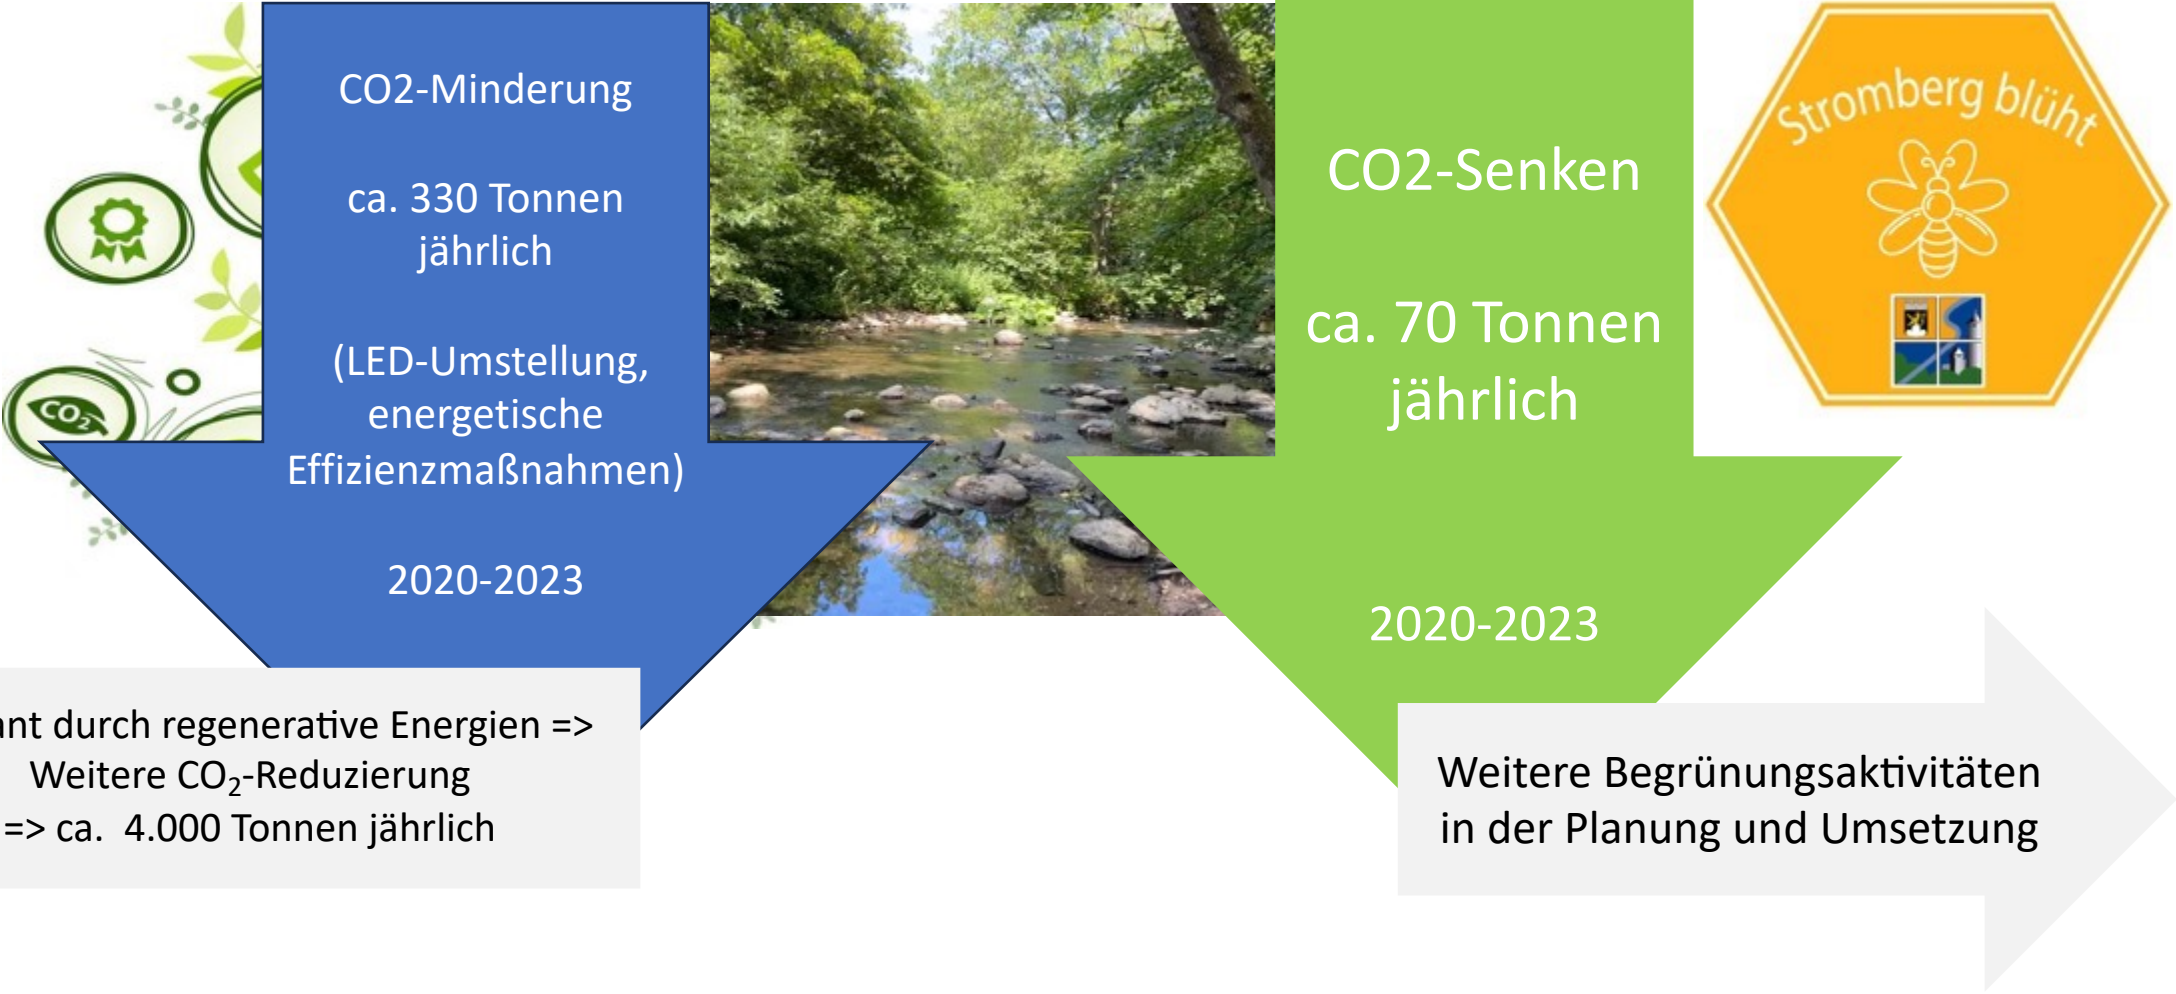 CO2-Minderung
ca. 330 Tonnen
jährlich
(LED-Umstellung,
energetische
Effizienzmaßnahmen)
2020-2023
CO2-Senken
ca. 70 Tonnen
jährlich
2020-2023
Stromberg blüht
CO₂
durch regenerative Energien =>
Weitere CO₂-Reduzierung
=> ca. 4.000 Tonnen jährlich
Weitere Begrünungsaktivitäten
in der Planung und Umsetzung